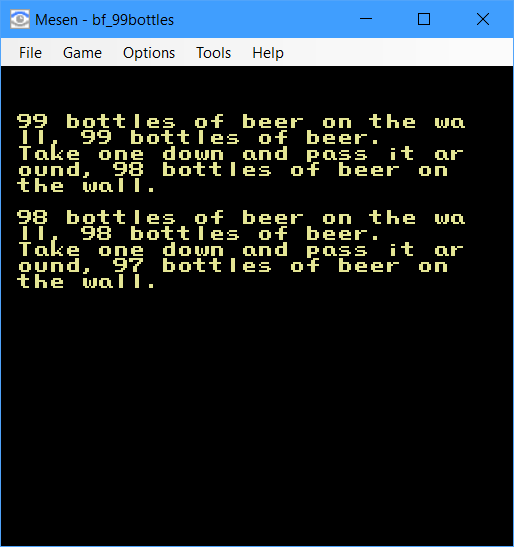 Mesen - bf_99bottles
File Game Options Tools Help
99 bottles of beer on the wa
ll, 99 bottles of beer.
Take one down and pass it ar
ound, 98 bottles of beer on
the wall.
98 bottles of beer on the wa
ll, 98 bottles of beer.
Take one down and pass it ar
ound, 97 bottles of beer on
the wall.